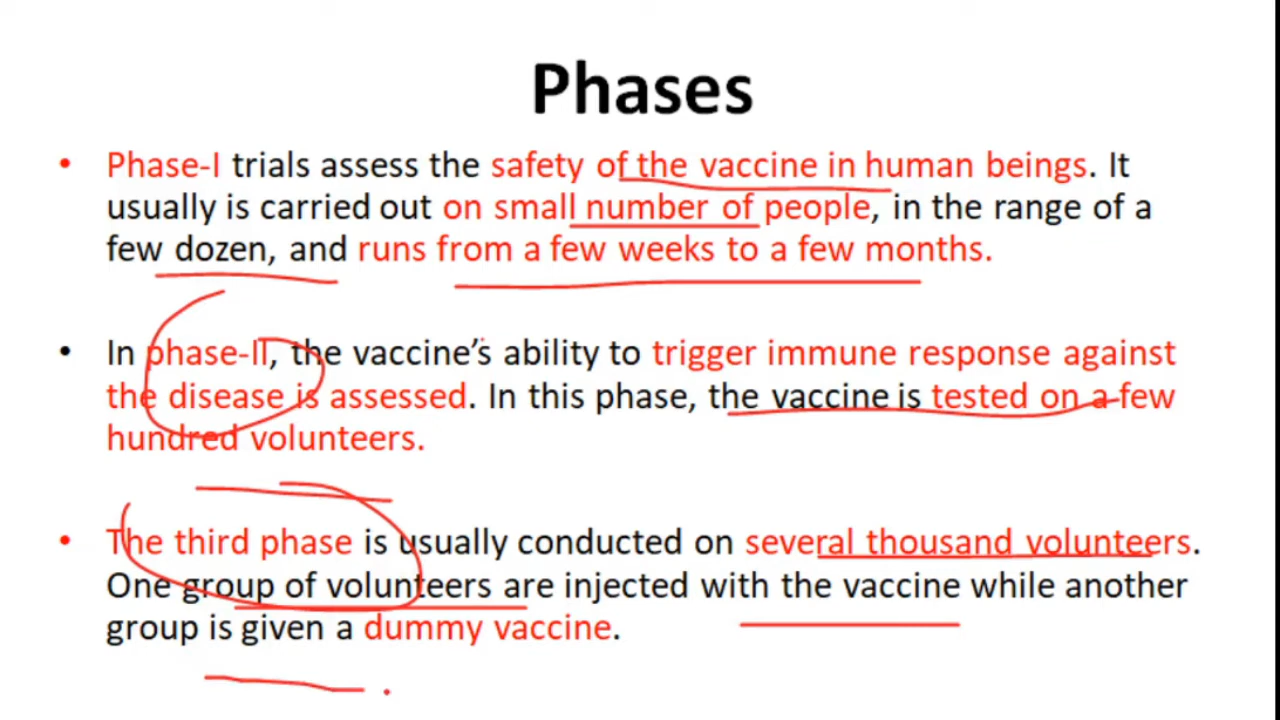 Phases
• Phase-I trials assess the safety of the vaccine in human beings. It
usually is carried out on small number of people, in the range of a
few dozen, and runs from a few weeks to a few months.
• In phase-II, the vaccine’s ability to trigger immune response against
the disease is assessed. In this phase, the vaccine is tested on a few
hundred volunteers.
• The third phase is usually conducted on several thousand volunteers.
One group of volunteers are injected with the vaccine while another
group is given a dummy vaccine.